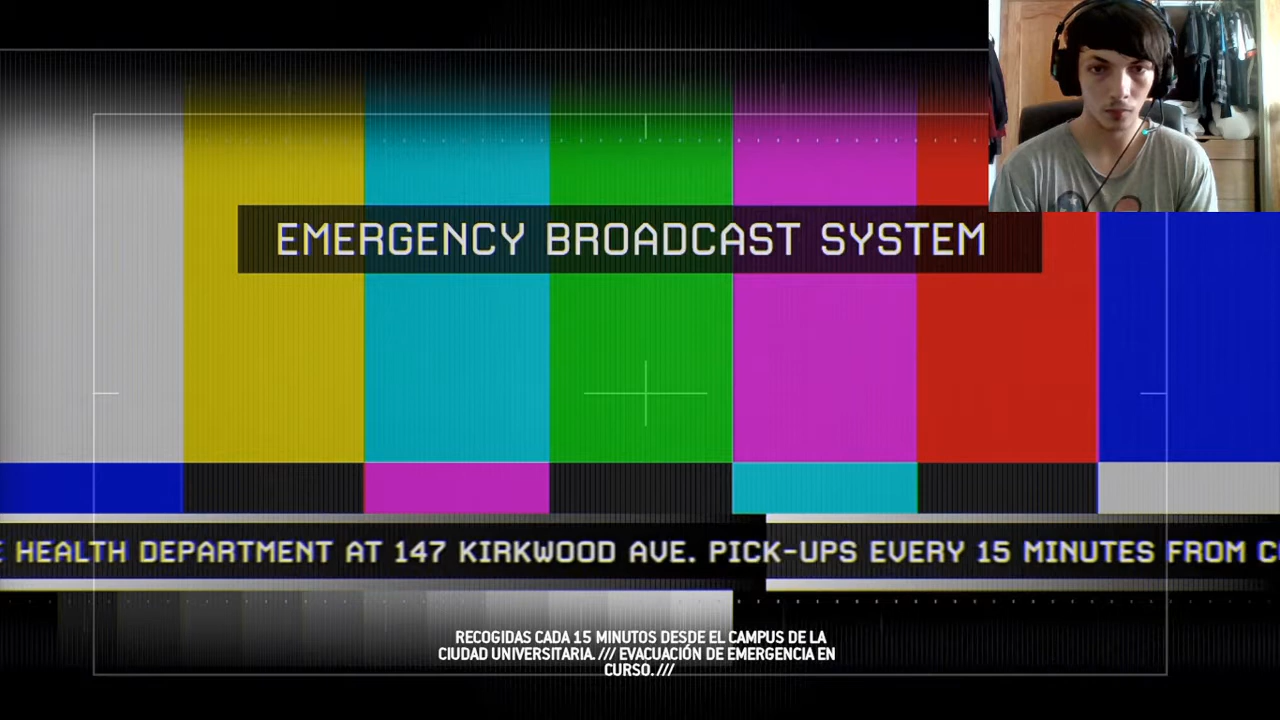 EMERGENCY BROADCAST SYSTEM
HEALTH DEPARTMENT AT 147 KIRKWOOD AVE. PICK-UPS EVERY 15 MINUTES FROM
RECOGIDAS CADA 15 MINUTOS DESDE EL CAMPUS DE LA
CIUDAD UNIVERSITARIA. /// EVACUACIÓN DE EMERGENCIA EN
CURSO. ///